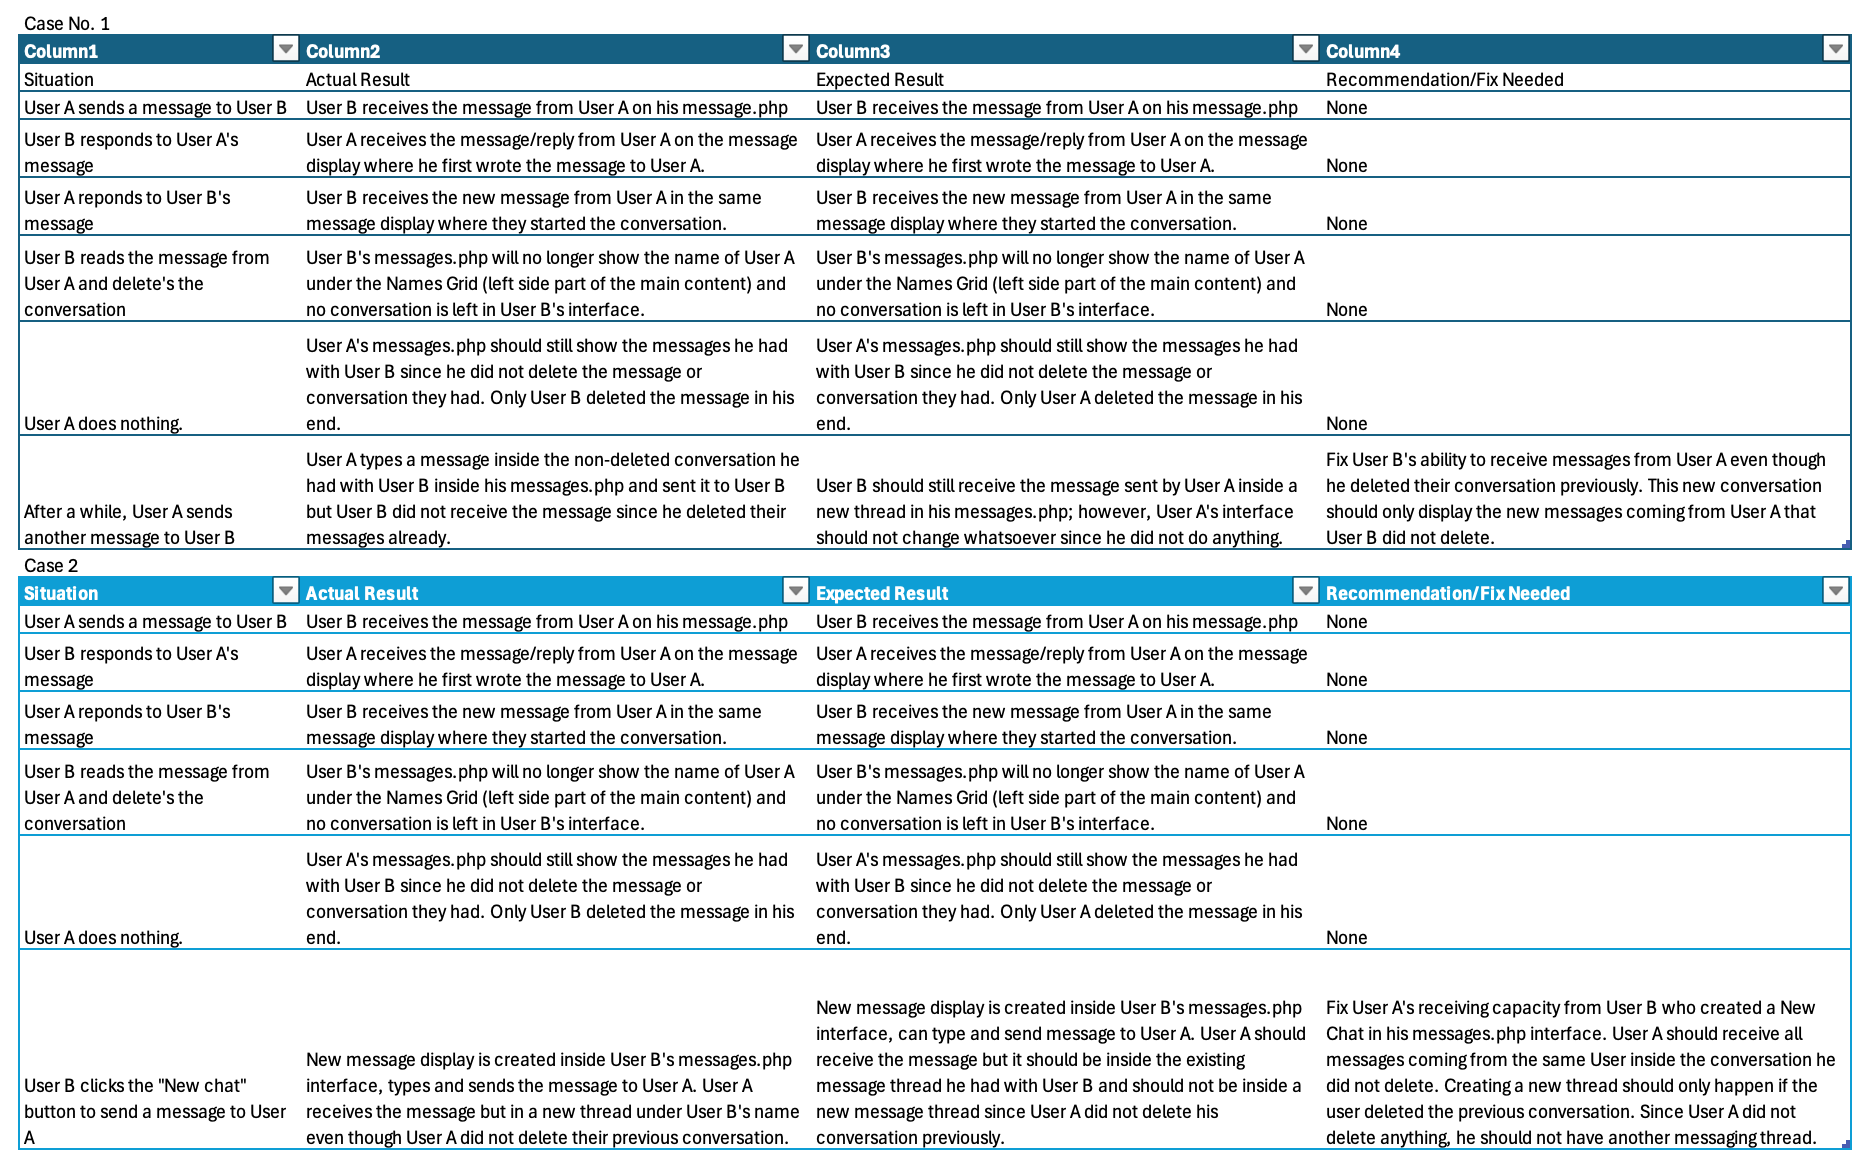 Case No. 1
Column1 Column2 Column3 Column4
Situation Actual Result Expected Result Recommendation/Fix Needed
User A sends a message to User B User B receives the message from User A on his message.php User B receives the message from User A on his message.php None
User B responds to User A's
message
User A receives the message/reply from User A on the message
display where he first wrote the message to User A.
User A receives the message/reply from User A on the message
display where he first wrote the message to User A.
None
User A reponds to User B's
message
User B receives the new message from User A in the same
message display where they started the conversation.
User B receives the new message from User A in the same
message display where they started the conversation.
None
User B reads the message from
User A and delete's the
conversation
User B's messages.php will no longer show the name of User A
under the Names Grid (left side part of the main content) and
no conversation is left in User B's interface.
User B's messages.php will no longer show the name of User A
under the Names Grid (left side part of the main content) and
no conversation is left in User B's interface.
None
User A does nothing.
User A's messages.php should still show the messages he had
with User B since he did not delete the message or
conversation they had. Only User B deleted the message in his
end.
User A's messages.php should still show the messages he had
with User B since he did not delete the message or
conversation they had. Only User A deleted the message in his
end.
None
After a while, User A sends
another message to User B
User A types a message inside the non-deleted conversation he
had with User B inside his messages.php and sent it to User B
but User B did not receive the message since he deleted their
messages already.
User B should still receive the message sent by User A inside a
new thread in his messages.php; however, User A's interface
should not change whatsoever since he did not do anything.
Fix User B's ability to receive messages from User A even though
he deleted their conversation previously. This new conversation
should only display the new messages coming from User A that
User B did not delete.
Case 2
Situation Actual Result Expected Result Recommendation/Fix Needed
User A sends a message to User B User B receives the message from User A on his message.php User B receives the message from User A on his message.php None
User B responds to User A's
message
User A receives the message/reply from User A on the message
display where he first wrote the message to User A.
User A receives the message/reply from User A on the message
display where he first wrote the message to User A.
None
User A reponds to User B's
message
User B receives the new message from User A in the same
message display where they started the conversation.
User B receives the new message from User A in the same
message display where they started the conversation.
None
User B reads the message from
User A and delete's the
conversation
User B's messages.php will no longer show the name of User A
under the Names Grid (left side part of the main content) and
no conversation is left in User B's interface.
User B's messages.php will no longer show the name of User A
under the Names Grid (left side part of the main content) and
no conversation is left in User B's interface.
None
User A does nothing.
User A's messages.php should still show the messages he had
with User B since he did not delete the message or
conversation they had. Only User B deleted the message in his
end.
User A's messages.php should still show the messages he had
with User B since he did not delete the message or
conversation they had. Only User A deleted the message in his
end.
None
User B clicks the "New chat"
button to send a message to User
A
New message display is created inside User B's messages.php
interface, types and sends the message to User A. User A
receives the message but in a new thread under User B's name
even though User A did not delete their previous conversation.
New message display is created inside User B's messages.php
interface, can type and send message to User A. User A should
receive the message but it should be inside the existing
message thread he had with User B and should not be inside a
new message thread since User A did not delete his
conversation previously.
Fix User A's receiving capacity from User B who created a New
Chat in his messages.php interface. User A should receive all
messages coming from the same User inside the conversation he
did not delete. Creating a new thread should only happen if the
user deleted the previous conversation. Since User A did not
delete anything, he should not have another messaging thread.